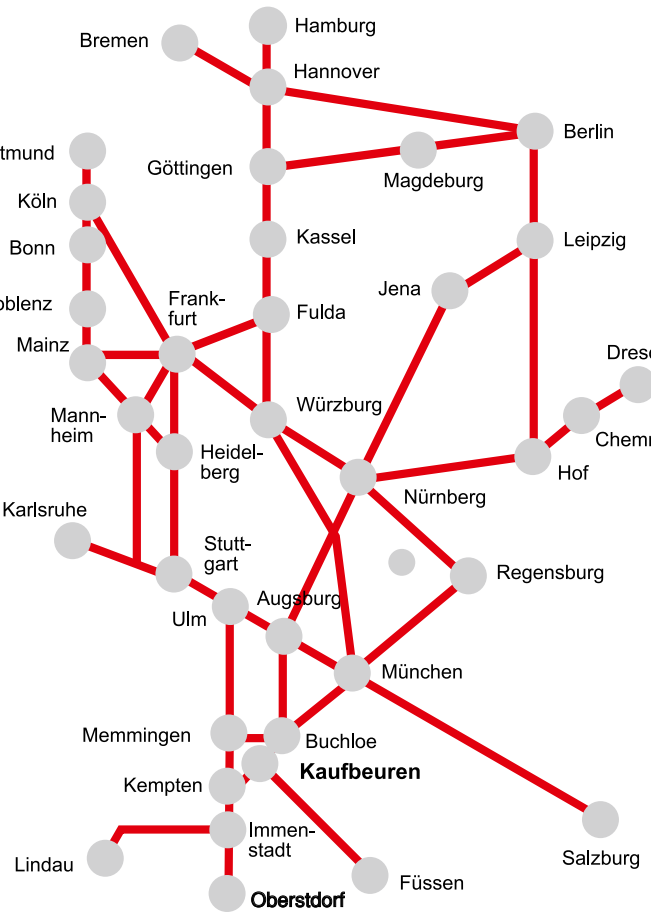 Hamburg
Bremen
Hannover
Berlin
tmund
Göttingen
Magdeburg
Köln
Kassel
Leipzig
Bonn
Jena
Frank-
furt
oblenz
Fulda
Mainz
Dres
Würzburg
Mann-
heim
Chem
Heidel-
berg
Hof
Nürnberg
Karlsruhe
Stutt-
gart
Regensburg
Augsburg
Ulm
München
Memmingen
Buchloe
Kaufbeuren
Kempten
Immen-
stadt
Lindau
Salzburg
Füssen
Oberstdorf